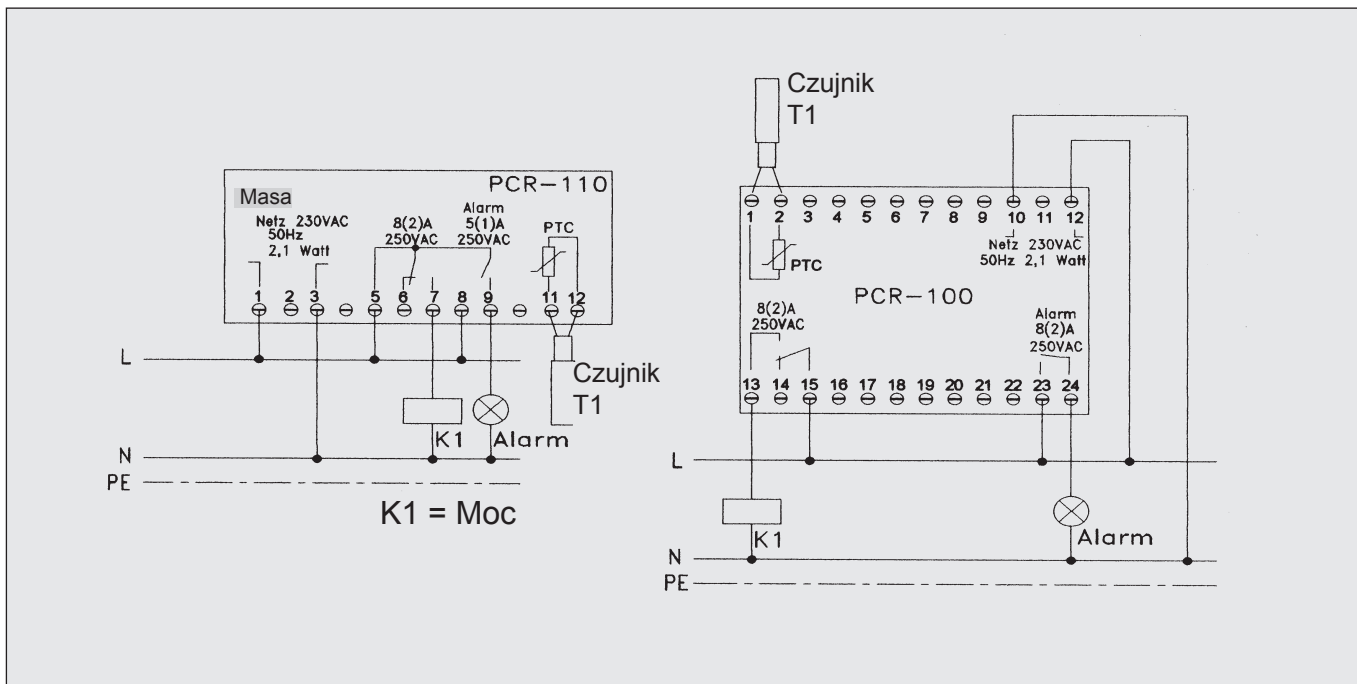 PCR-110
Masa
Netz 230VAC
50Hz
2,1 Watt
8(2)A
250VAC
Alarm
5(1)A
250VAC
PTC
1 2 3 5 6 7 8 9 11 12
L
Czujnik
T1
K1
Alarm
N
PE
K1 = Moc
Czujnik
T1
1 2 3 4 5 6 7 8 9 10 11 12
Netz 230VAC
50Hz 2,1 Watt
PTC
PCR-100
8(2)A
250VAC
Alarm
8(2)A
250VAC
13 14 15 16 17 18 19 20 21 22 23 24
L
K1
Alarm
N
PE